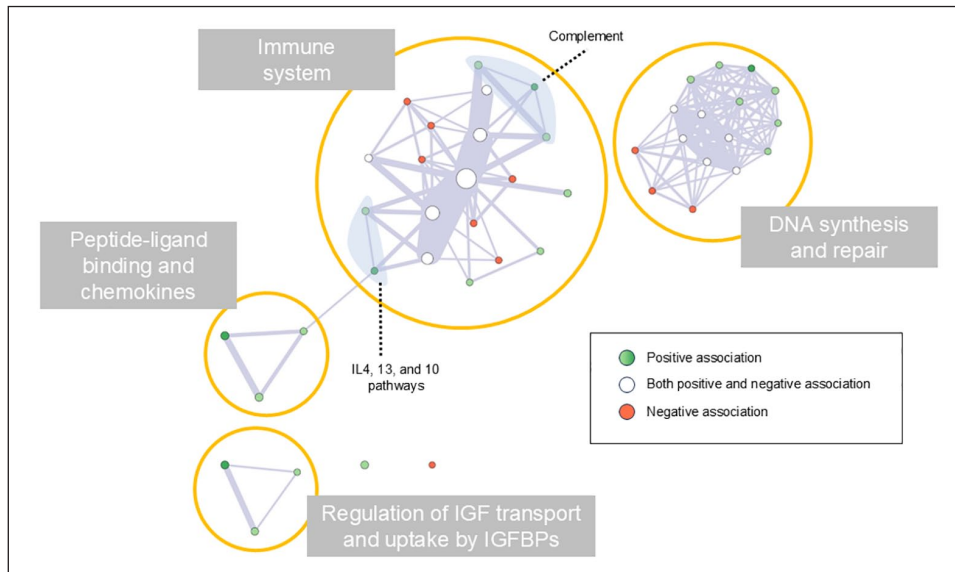 Immune
system
Complement
DNA synthesis
and repair
Peptide-ligand
binding and
chemokines
IL4, 13, and 10
pathways
Positive association
Both positive and negative association
Negative association
Regulation of IGF transport
and uptake by IGFBPs